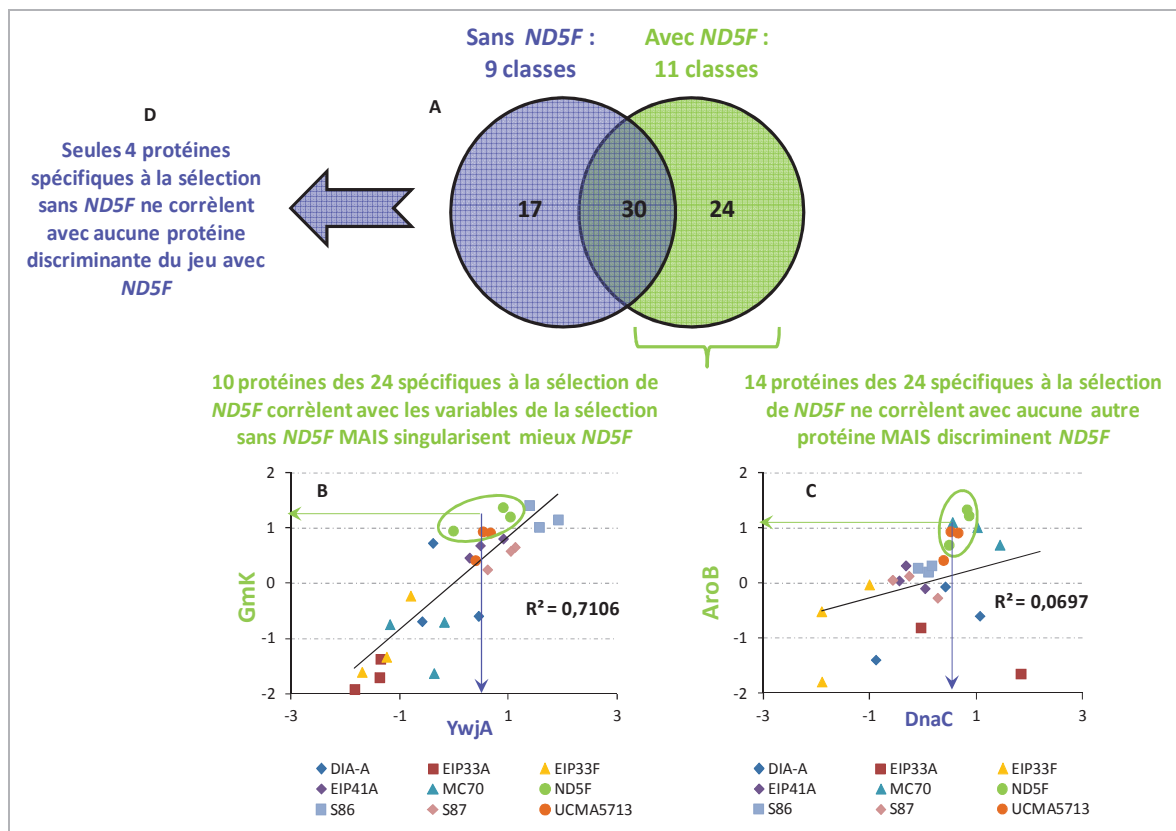 Sans ND5F :
9 classes
Avec ND5F :
11 classes
D
A
Seules 4 protéines
spécifiques à la sélection
sans ND5F ne corrèlent
avec aucune protéine
discriminante du jeu avec
ND5F
17
30
24
10 protéines des 24 spécifiques à la sélection de
ND5F corrèlent avec les variables de la sélection
sans ND5F MAIS singularisent mieux ND5F
14 protéines des 24 spécifiques à la sélection
de ND5F ne corrèlent avec aucune autre
protéine MAIS discriminent ND5F
B
2
1
0
-1
-2
GmK
R² = 0,7106
-3
-1
1
3
YwjA
DIA-A
EIP33A
EIP33F
EIP41A
MC70
ND5F
S86
S87
UCMA5713
C
2
1
0
-1
-2
AroB
R² = 0,0697
-3
-1
1
3
DnaC
DIA-A
EIP33A
EIP33F
EIP41A
MC70
ND5F
S86
S87
UCMA5713